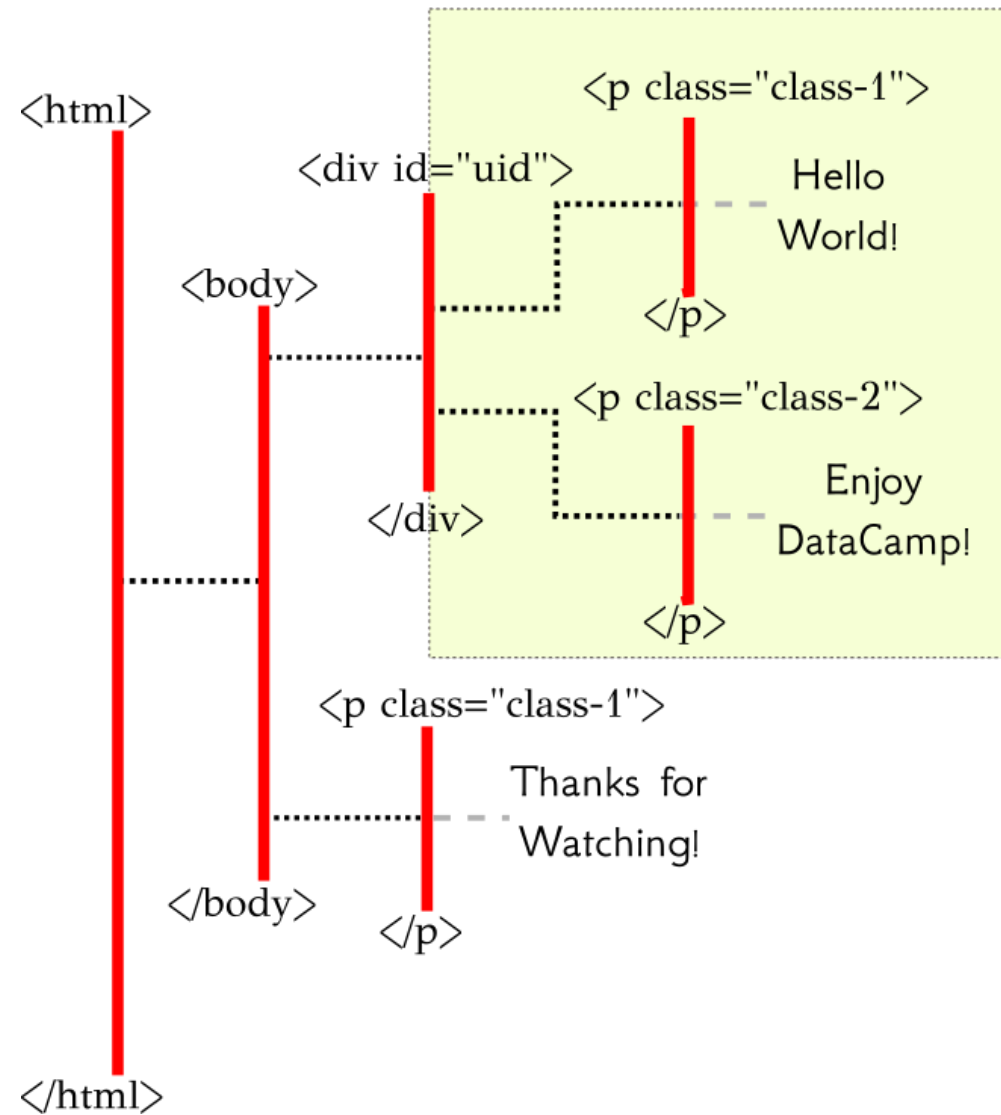 <html>
<body>
<div id="uid">
<p class="class-1">
Hello
World!
</p>
<p class="class-2">
Enjoy
DataCamp!
</p>
</div>
<p class="class-1">
Thanks for
Watching!
</p>
</body>
</html>